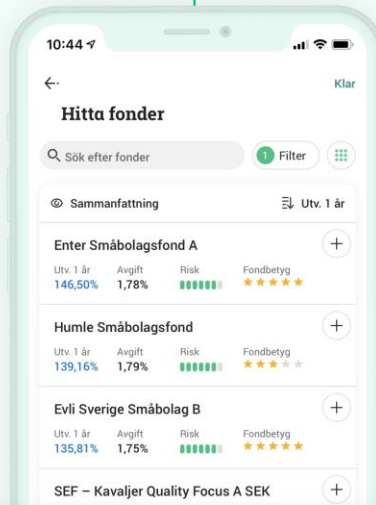 10:44
Klar
Hitta fonder
Sök efter fonder
1 Filter
Sammanfattning
Utv. 1 år
Enter Småbolagsfond A
Utv. 1 år Avgift Risk Fondbetyg
146,50% 1,78%
Humle Småbolagsfond
Utv. 1 år Avgift Risk Fondbetyg
139,16% 1,79%
Evli Sverige Småbolag B
Utv. 1 år Avgift Risk Fondbetyg
135,81% 1,75%
SEF – Kavaljer Quality Focus A SEK